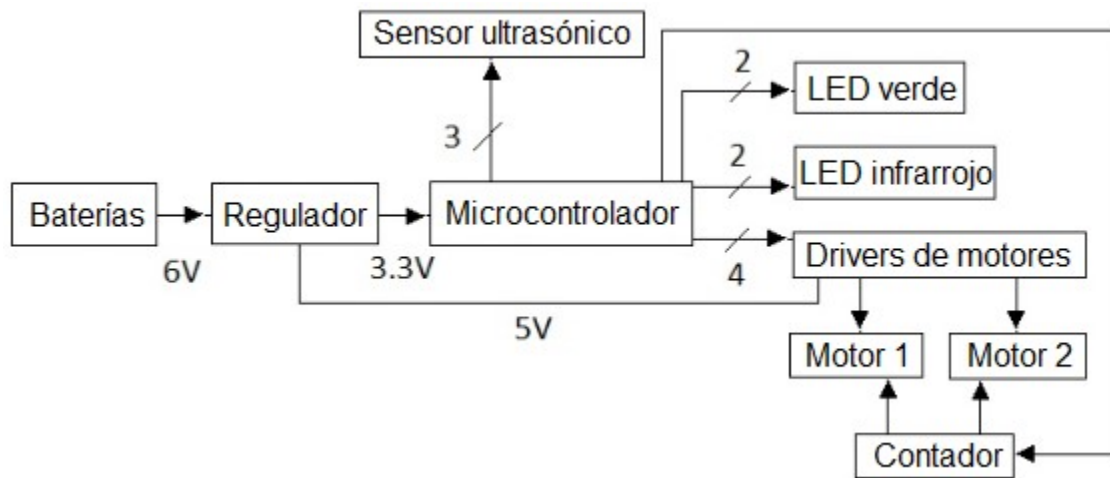 Sensor ultrasónico
2
LED verde
3
2
LED infrarrojo
Baterías
Regulador
Microcontrolador
6V
3.3V
4
Drivers de motores
5V
Motor 1
Motor 2
Contador